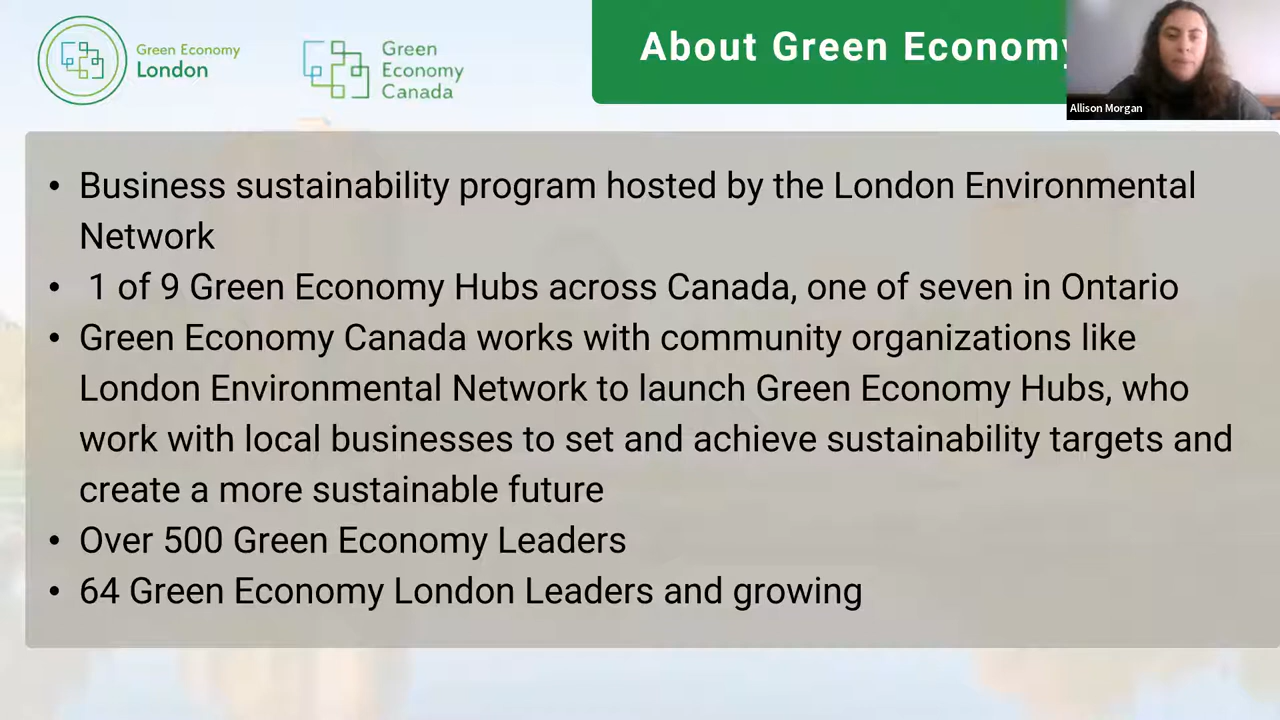 Green Economy
London
Green
Economy
Canada
About Green Economy
Allison Morgan
• Business sustainability program hosted by the London Environmental
Network
• 1 of 9 Green Economy Hubs across Canada, one of seven in Ontario
• Green Economy Canada works with community organizations like
London Environmental Network to launch Green Economy Hubs, who
work with local businesses to set and achieve sustainability targets and
create a more sustainable future
• Over 500 Green Economy Leaders
• 64 Green Economy London Leaders and growing